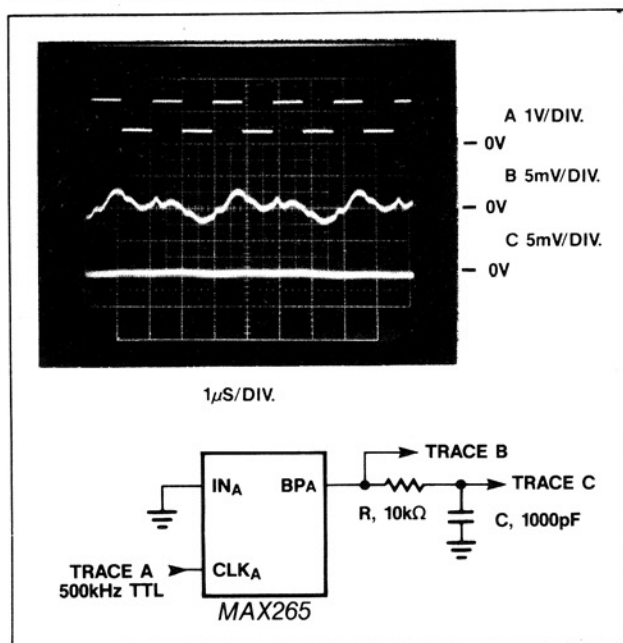 A 1V/DIV.
– 0V
B 5mV/DIV.
– 0V
C 5mV/DIV.
– 0V
1µS/DIV.
TRACE B
INA BPA TRACE C
R, 10kΩ
C, 1000pF
TRACE A
500kHz TTL
CLKA
MAX265